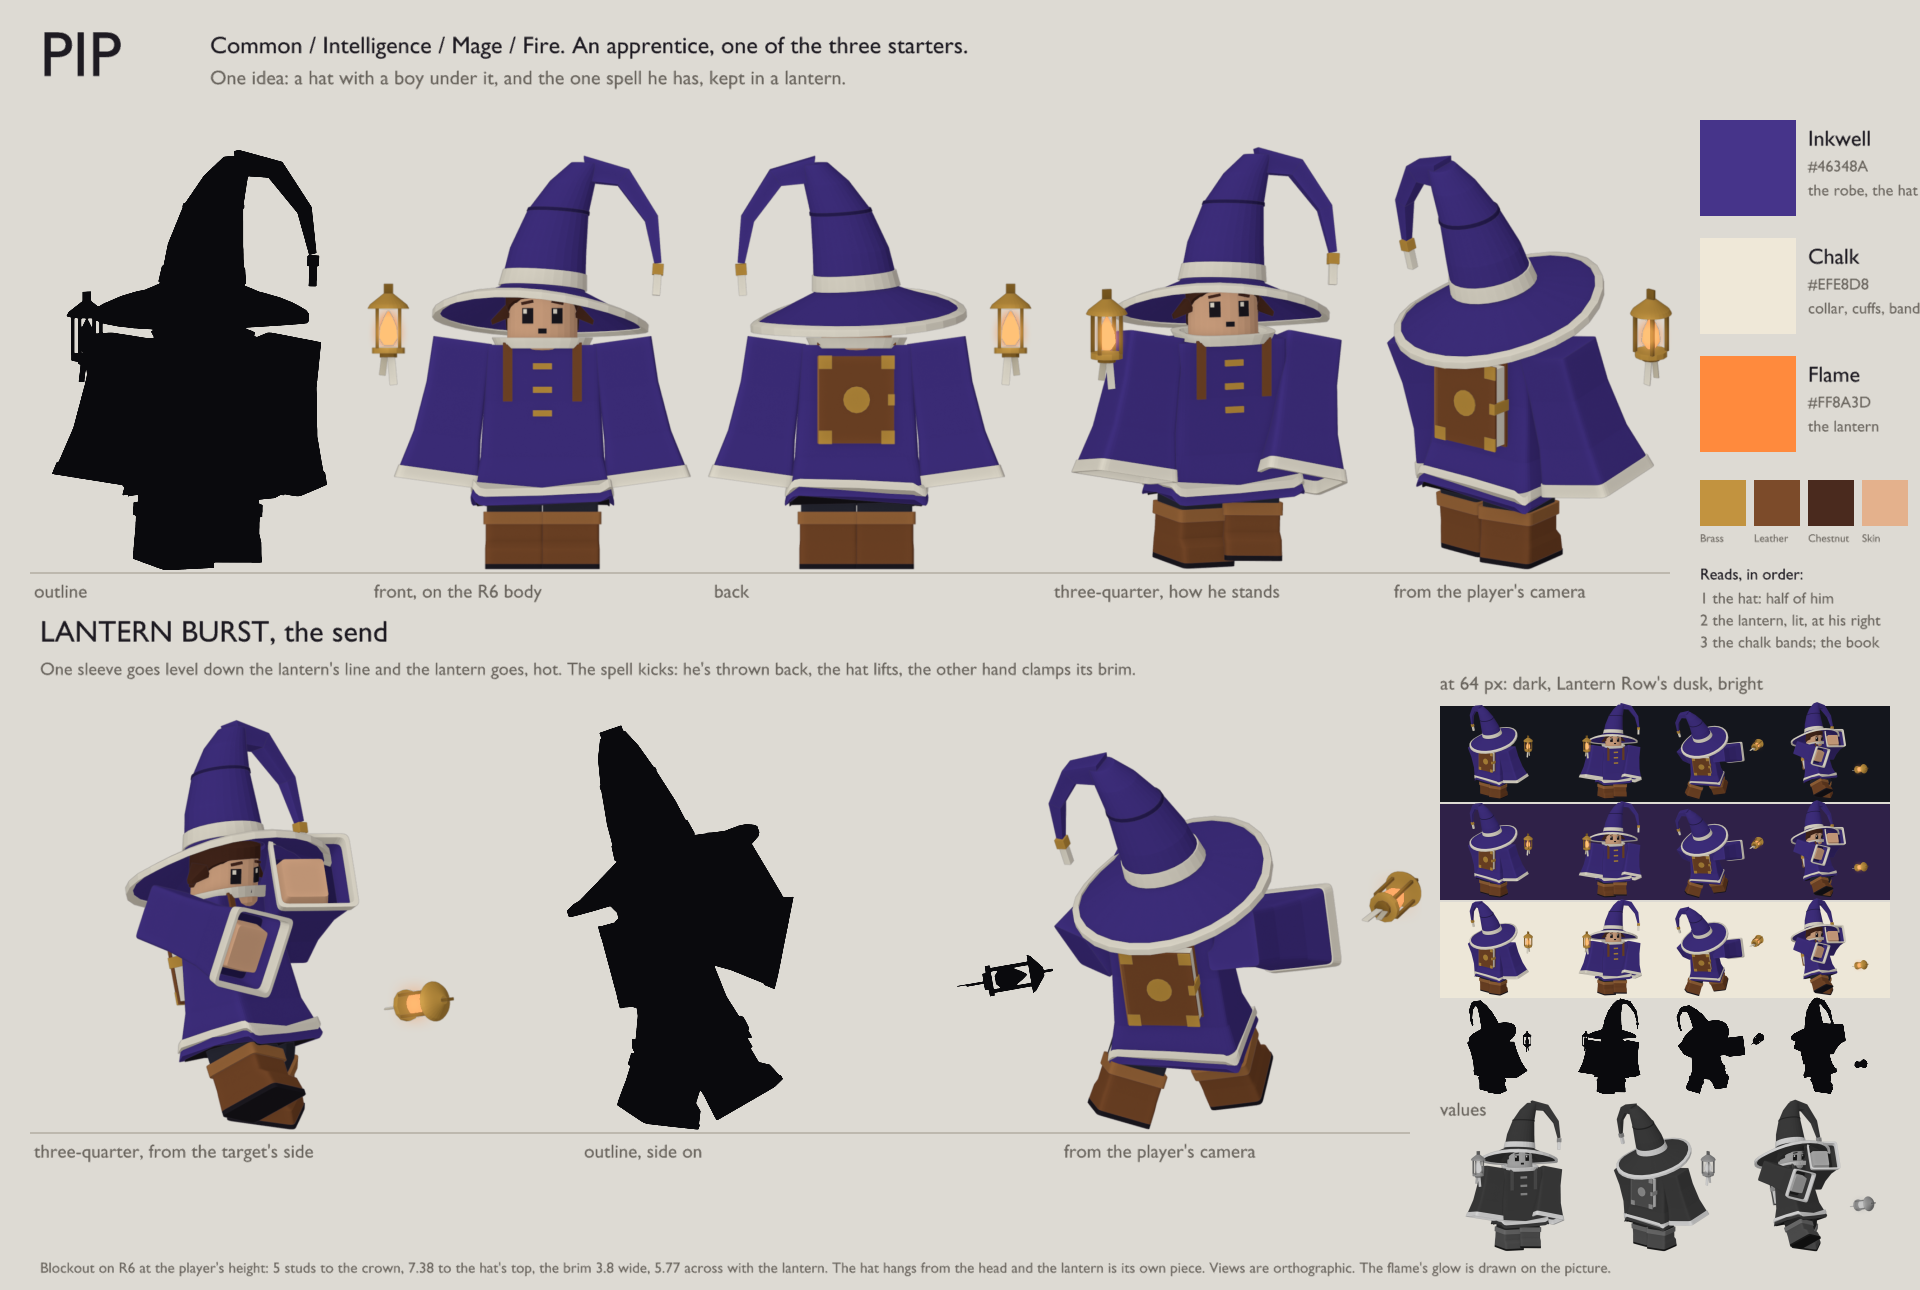 PIP
Common / Intelligence / Mage / Fire. An apprentice, one of the three starters.
One idea: a hat with a boy under it, and the one spell he has, kept in a lantern.
Inkwell
#46348A
the robe, the hat
Chalk
#EFE8D8
collar, cuffs, band
Flame
#FF8A3D
the lantern
Brass Leather Chestnut Skin
Reads, in order:
1 the hat: half of him
2 the lantern, lit, at his right
3 the chalk bands; the book
outline
front, on the R6 body
back
three-quarter, how he stands
from the player's camera
LANTERN BURST, the send
One sleeve goes level down the lantern's line and the lantern goes, hot. The spell kicks: he's thrown back, the hat lifts, the other hand clamps its brim.
at 64 px: dark, Lantern Row's dusk, bright
values
three-quarter, from the target's side
outline, side on
from the player's camera
Blockout on R6 at the player's height: 5 studs to the crown, 7.38 to the hat's top, the brim 3.8 wide, 5.77 across with the lantern. The hat hangs from the head and the lantern is its own piece. Views are orthographic. The flame's glow is drawn on the picture.